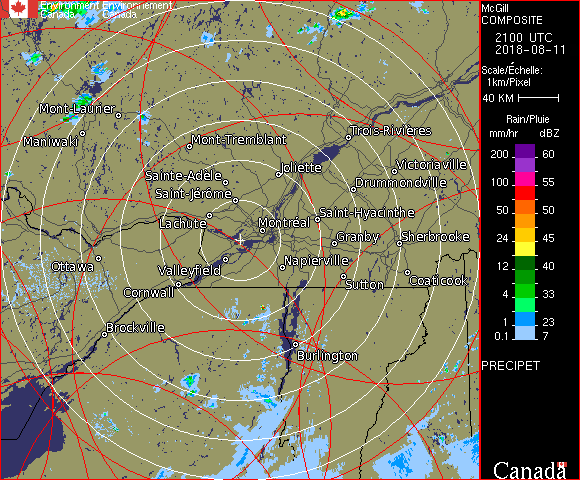 Environment Environnement
Canada Canada
McGill
COMPOSITE
2100 UTC
2018-08-11
Scale/Échelle:
1km/Pixel
40 KM
Rain/Pluie
mm/hr dBZ
200 60
100 55
50 50
24 45
12 40
4 33
1 23
0.1 7
PRECIPET
Canada
Mont-Laurier
Maniwaki
Mont-Tremblant
Trois-Rivières
Sainte-Adèle
Joliette
Victoriaville
Saint-Jérôme
Drummondville
Lachute
Montréal
Saint-Hyacinthe
Granby
Sherbrooke
Ottawa
Valleyfield
Napierville
Cornwall
Sutton
Coaticook
Brockville
Burlington